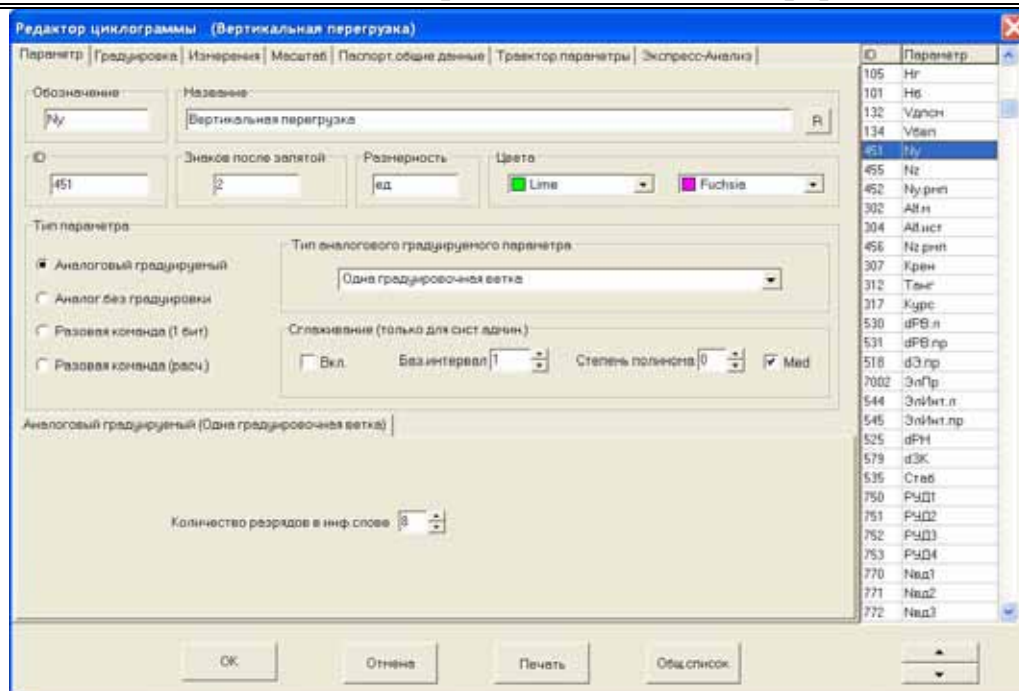 Редактор циклограммы (Вертикальная перегрузка)
Параметр Градуировка Измерения Масштаб Паспорт.общие данные Траектор.параметры Экспресс-Анализ
Обозначение Название
Ny Вертикальная перегрузка R
ID Знаков после запятой Размерность Цвета
451 2 ед Lime Fuchsia
Тип параметра
Тип аналогового градуируемого параметра
Аналоговый градуируемый
Одна градуировочная ветка
Аналог без градуировки
Разовая команда (1 бит)
Сглаживание (только для сист.админ.)
Разовая команда (расч.)
Вкл. Баз.интервал 1 Степень полинома 0 Med
Аналоговый градуируемый (Одна градуировочная ветка)
Количество разрядов в инф.слове 8
OK Отмена Печать Общ.список
ID Параметр
105 Hг
101 Hб
132 Vдпсн
134 Vбап
451 Ny
455 Nz
452 Ny.рнп
302 Alf.м
304 Alf.ист
456 Nz.рнп
307 Крен
312 Танг
317 Курс
530 dРВ.л
531 dРВ.пр
518 dЭ.пр
7002 ЭлПр
544 ЭлИнт.л
545 ЭлИнт.пр
525 dРН
579 dЗК
535 Стаб
750 РУД1
751 РУД2
752 РУД3
753 РУД4
770 Nвд1
771 Nвд2
772 Nвд3